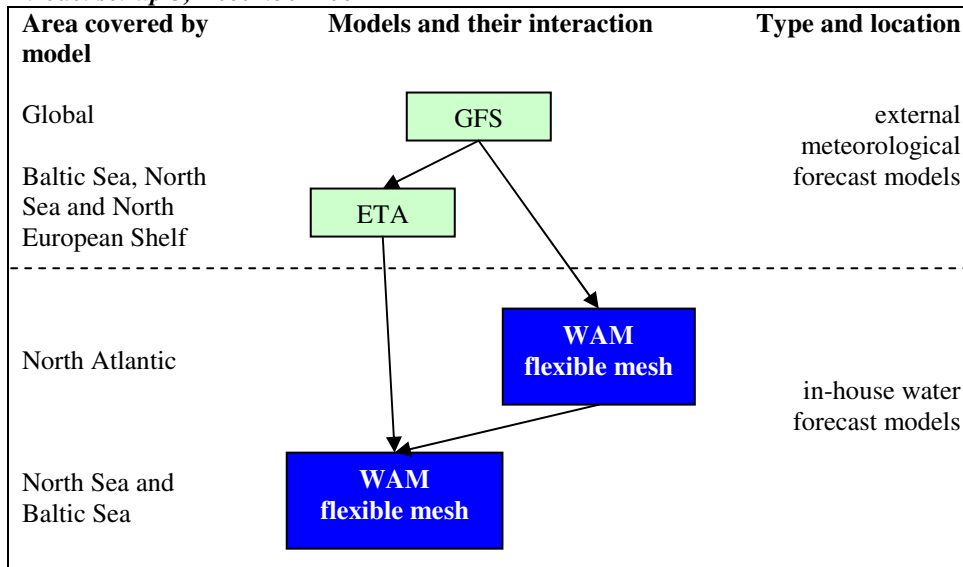 Area covered by
model
Models and their interaction
Type and location
Global
GFS
external
meteorological
forecast models
Baltic Sea, North
Sea and North
European Shelf
ETA
North Atlantic
WAM
flexible mesh
in-house water
forecast models
North Sea and
Baltic Sea
WAM
flexible mesh